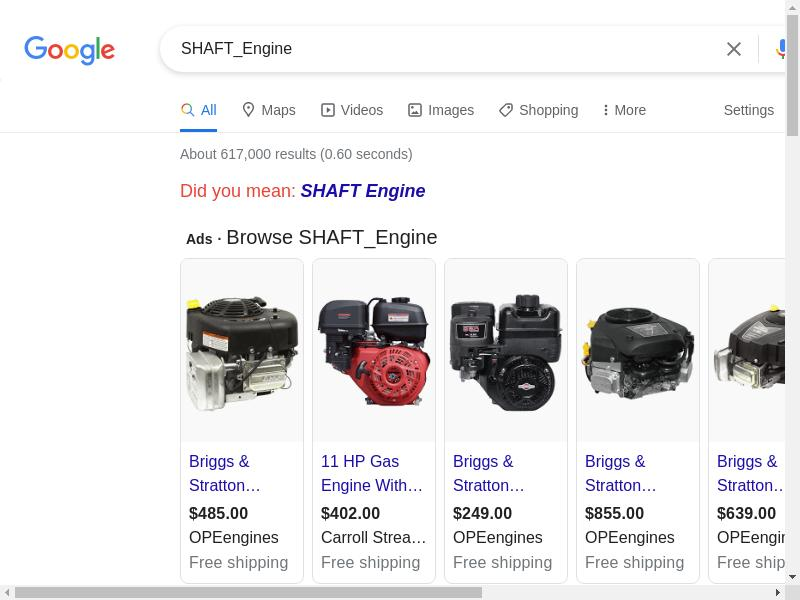 Google
SHAFT_Engine
All
Maps
Videos
Images
Shopping
More
Settings
About 617,000 results (0.60 seconds)
Did you mean: SHAFT Engine
Ads · Browse SHAFT_Engine
Briggs &
Stratton…
$485.00
OPEengines
Free shipping
11 HP Gas
Engine With…
$402.00
Carroll Strea…
Free shipping
Briggs &
Stratton…
$249.00
OPEengines
Free shipping
Briggs &
Stratton…
$855.00
OPEengines
Free shipping
Briggs &
Stratton…
$639.00
OPEengin
Free ship